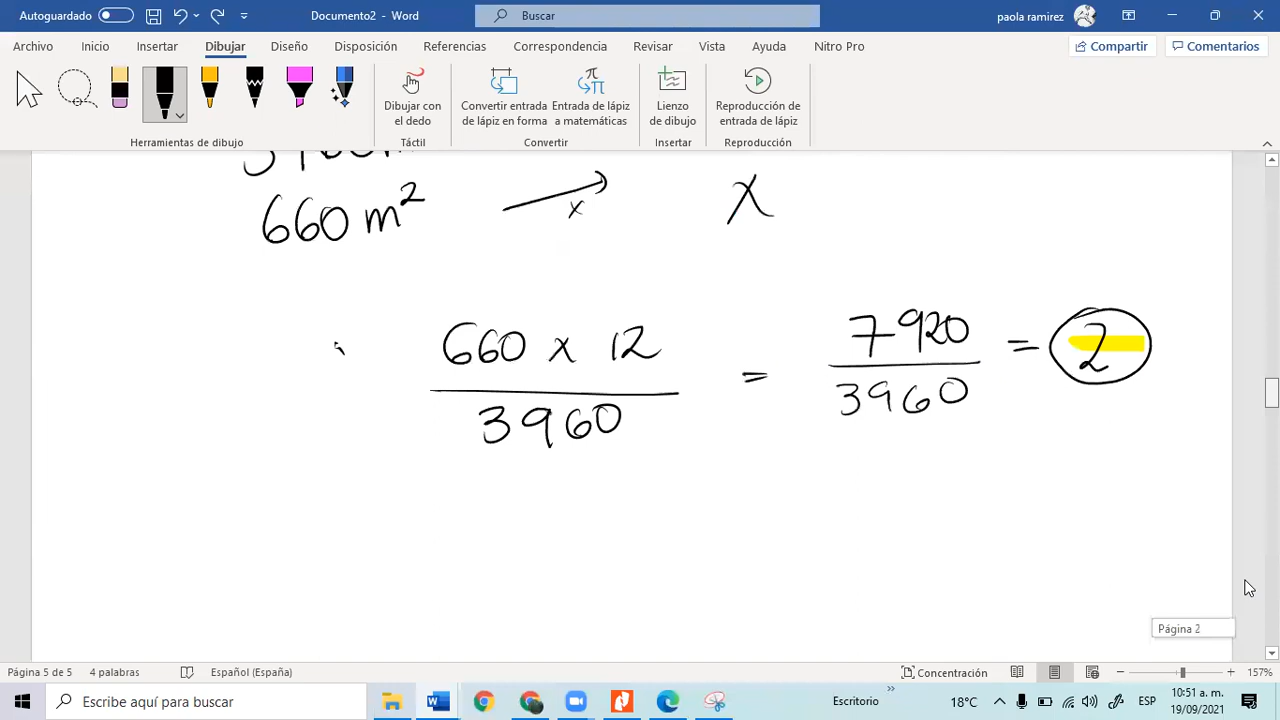 Autoguardado
Documento2 - Word
Buscar
paola ramirez
Archivo Inicio Insertar Dibujar Diseño Disposición Referencias Correspondencia Revisar Vista Ayuda Nitro Pro
Compartir Comentarios
Dibujar con el dedo
Convertir entrada de lápiz en forma
Entrada de lápiz a matemáticas
Lienzo de dibujo
Reproducción de entrada de lápiz
Herramientas de dibujo Táctil Convertir Insertar Reproducción
660 m² x X
660 x 12
3960
=
7920
3960
= 2
Página 2
Página 5 de 5 4 palabras Español (España) Concentración 157%
Escribe aquí para buscar
Escritorio » 18°C ESP
10:51 a. m.
19/09/2021